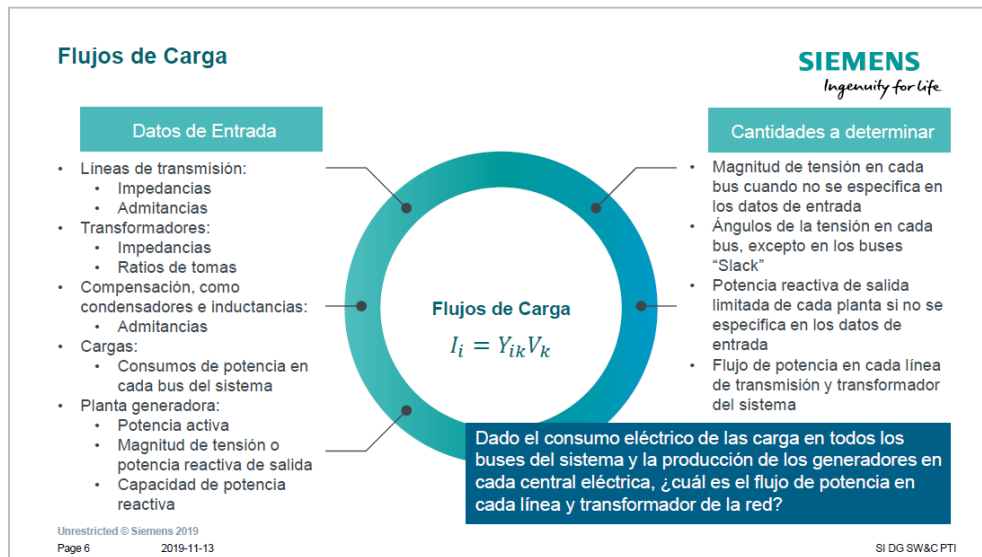 Flujos de Carga
SIEMENS
Ingenuity for life
Datos de Entrada
• Líneas de transmisión:
• Impedancias
• Admitancias
• Transformadores:
• Impedancias
• Ratios de tomas
• Compensación, como
condensadores e inductancias:
• Admitancias
• Cargas:
• Consumos de potencia en
cada bus del sistema
• Planta generadora:
• Potencia activa
• Magnitud de tensión o
potencia reactiva de salida
• Capacidad de potencia
reactiva
Flujos de Carga
I_i = Y_{ik}V_k
Cantidades a determinar
• Magnitud de tensión en cada
bus cuando no se especifica en
los datos de entrada
• Ángulos de la tensión en cada
bus, excepto en los buses
“Slack”
• Potencia reactiva de salida
limitada de cada planta si no se
especifica en los datos de
entrada
• Flujo de potencia en cada línea
de transmisión y transformador
del sistema
Dado el consumo eléctrico de las carga en todos los
buses del sistema y la producción de los generadores en
cada central eléctrica, ¿cuál es el flujo de potencia en
cada línea y transformador de la red?
Unrestricted © Siemens 2019
Page 6 2019-11-13 SI DG SW&C PTI